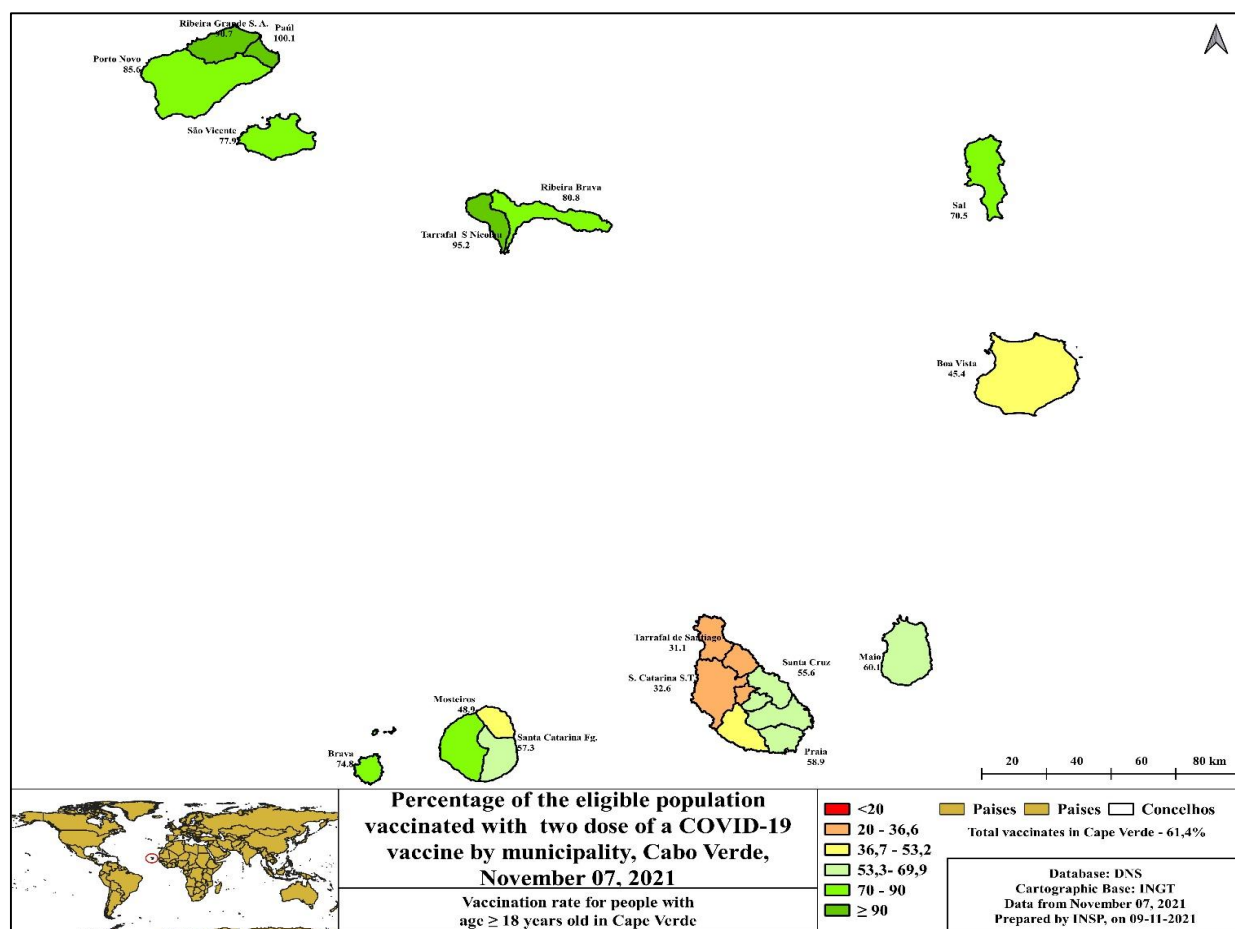 Ribeira Grande S. A.
90.7
Paúl
100.1
Porto Novo
85.6
São Vicente
77.9
Ribeira Brava
80.8
Tarrafal S Nicolau
95.2
Sal
70.5
Boa Vista
45.4
Tarrafal de Santiago
31.1
Santa Cruz
55.6
Maio
60.1
S. Catarina S.T.
32.6
Mosteiros
48.9
Santa Catarina Fg.
57.3
Brava
74.8
Praia
58.9
20 40 60 80 km
Percentage of the eligible population
vaccinated with two dose of a COVID-19
vaccine by municipality, Cabo Verde,
November 07, 2021
Vaccination rate for people with
age ≥ 18 years old in Cape Verde
<20
20 - 36,6
36,7 - 53,2
53,3- 69,9
70 - 90
≥ 90
Paises Paises Concelhos
Total vaccinates in Cape Verde - 61,4%
Database: DNS
Cartographic Base: INGT
Data from November 07, 2021
Prepared by INSP, on 09-11-2021